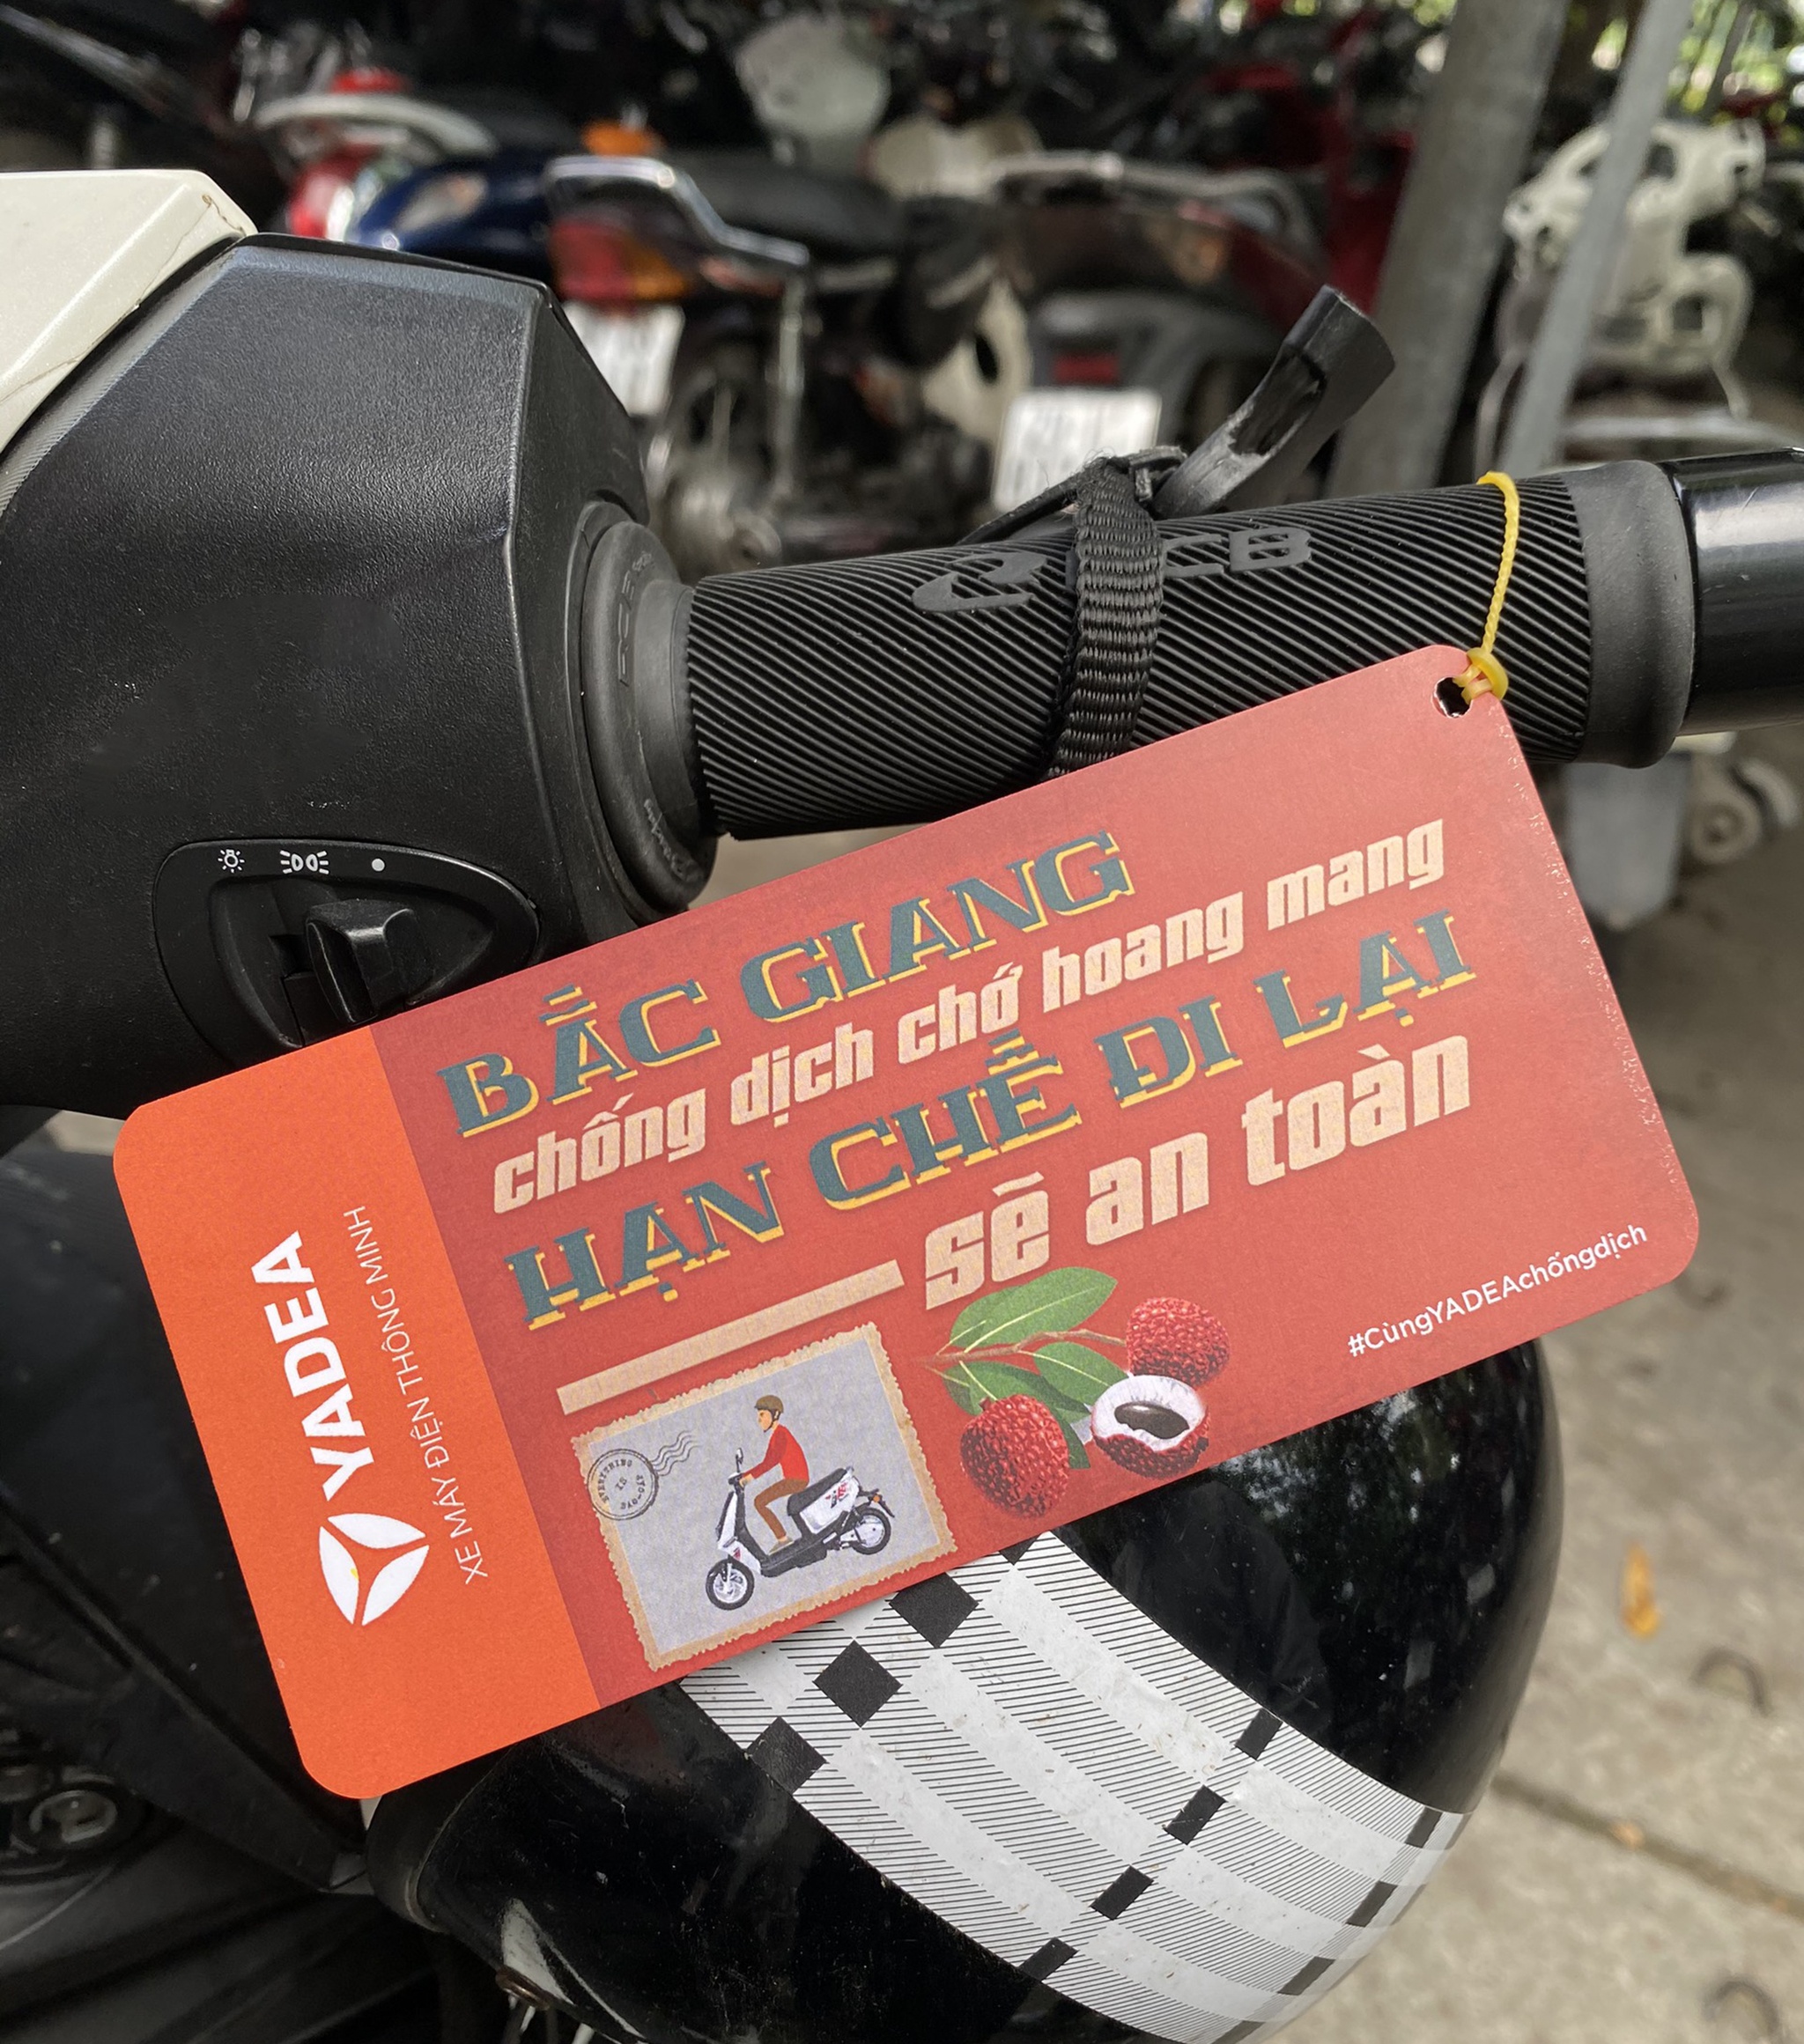 RCB
BẮC GIANG
chống dịch chớ hoang mang
HẠN CHẾ ĐI LẠI
sẽ an toàn
#CùngYADEAchốngdịch
YADEA
XE MÁY ĐIỆN THÔNG MINH